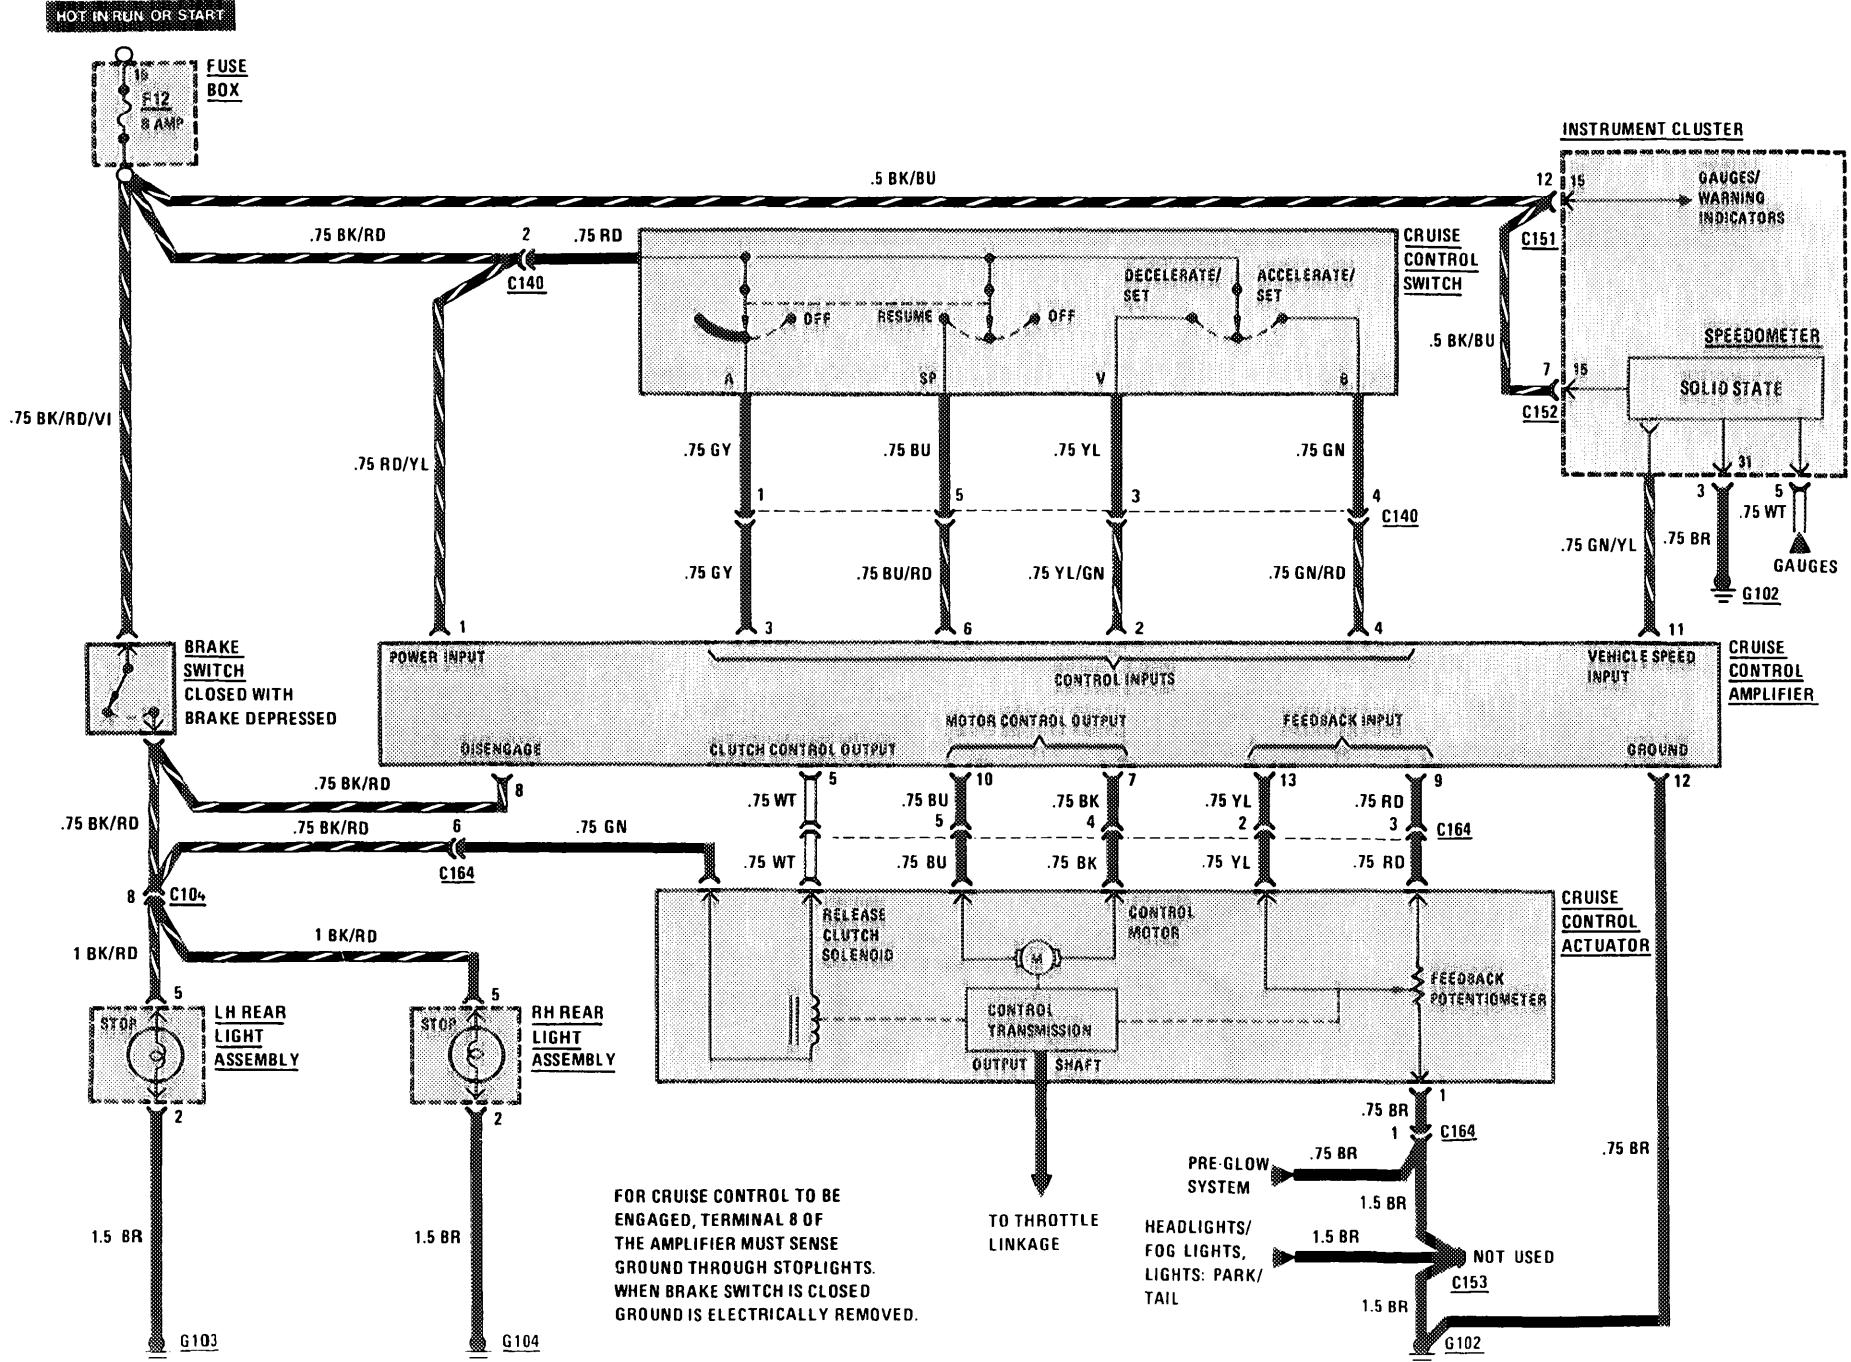 HOT IN RUN OR START
16
F12
8 AMP
FUSE
BOX
.5 BK/BU
.75 BK/RD
2
.75 RD
C140
.75 BK/RD/VI
.75 RD/YL
CRUISE
CONTROL
SWITCH
DECELERATE/
SET
ACCELERATE/
SET
OFF
RESUME
OFF
A
SP
V
B
INSTRUMENT CLUSTER
12
15
C151
GAUGES/
WARNING
INDICATORS
.5 BK/BU
SPEEDOMETER
7
15
C152
SOLID STATE
31
3
5
.75 WT
.75 GN/YL
.75 BR
GAUGES
G102
.75 GY
.75 BU
.75 YL
.75 GN
1
5
3
4
C140
.75 GY
.75 BU/RD
.75 YL/GN
.75 GN/RD
1
3
6
2
4
11
BRAKE
SWITCH
CLOSED WITH
BRAKE DEPRESSED
POWER INPUT
CONTROL INPUTS
VEHICLE SPEED
INPUT
CRUISE
CONTROL
AMPLIFIER
MOTOR CONTROL OUTPUT
FEEDBACK INPUT
DISENGAGE
CLUTCH CONTROL OUTPUT
GROUND
8
5
10
7
13
9
12
.75 BK/RD
.75 WT
.75 BU
.75 BK
.75 YL
.75 RD
5
4
2
3
C164
.75 BK/RD
.75 BK/RD
6
.75 GN
C164
.75 WT
.75 BU
.75 BK
.75 YL
.75 RD
8
C104
1 BK/RD
1 BK/RD
5
5
STOP
LH REAR
LIGHT
ASSEMBLY
STOP
RH REAR
LIGHT
ASSEMBLY
2
2
1.5 BR
1.5 BR
G103
G104
RELEASE
CLUTCH
SOLENOID
CONTROL
MOTOR
M
CONTROL
TRANSMISSION
OUTPUT SHAFT
FEEDBACK
POTENTIOMETER
CRUISE
CONTROL
ACTUATOR
1
.75 BR
1
C164
.75 BR
PRE-GLOW
SYSTEM
1.5 BR
.75 BR
TO THROTTLE
LINKAGE
HEADLIGHTS/
FOG LIGHTS,
LIGHTS: PARK/
TAIL
1.5 BR
NOT USED
C153
1.5 BR
G102
FOR CRUISE CONTROL TO BE
ENGAGED, TERMINAL 8 OF
THE AMPLIFIER MUST SENSE
GROUND THROUGH STOPLIGHTS.
WHEN BRAKE SWITCH IS CLOSED
GROUND IS ELECTRICALLY REMOVED.